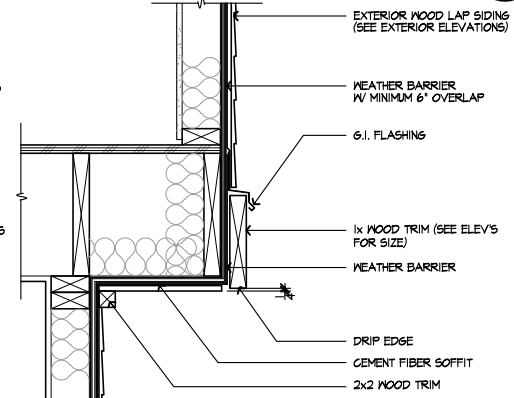 EXTERIOR WOOD LAP SIDING
(SEE EXTERIOR ELEVATIONS)
WEATHER BARRIER
W/ MINIMUM 6" OVERLAP
G.I. FLASHING
1x WOOD TRIM (SEE ELEV'S
FOR SIZE)
WEATHER BARRIER
DRIP EDGE
CEMENT FIBER SOFFIT
2x2 WOOD TRIM